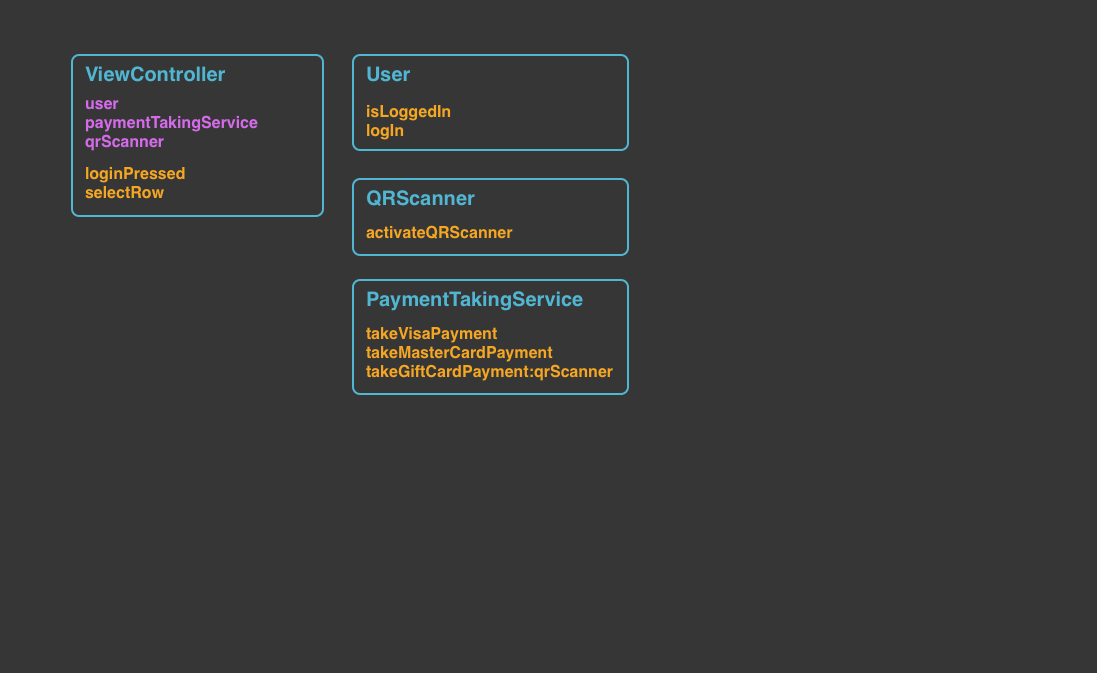 ViewController
user
paymentTakingService
qrScanner
loginPressed
selectRow
User
isLoggedIn
logIn
QRScanner
activateQRScanner
PaymentTakingService
takeVisaPayment
takeMasterCardPayment
takeGiftCardPayment:qrScanner